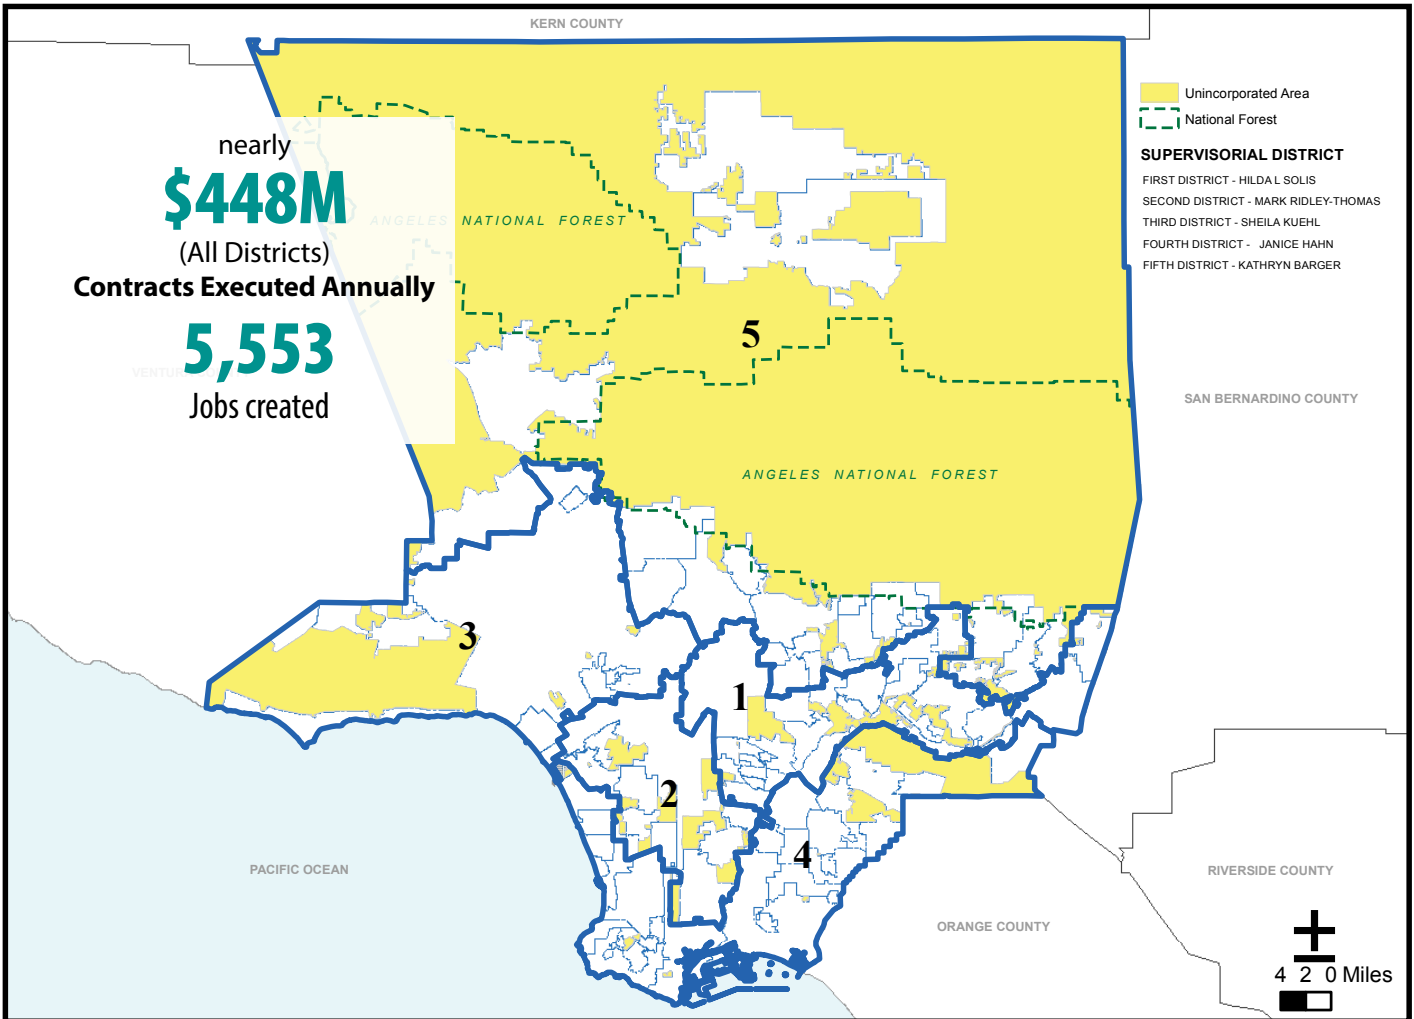 KERN COUNTY
nearly
$448M
(All Districts)
Contracts Executed Annually
5,553
Jobs created
ANGELES NATIONAL FOREST
VENTUR
5
ANGELES NATIONAL FOREST
3
1
2
4
PACIFIC OCEAN
ORANGE COUNTY
SAN BERNARDINO COUNTY
RIVERSIDE COUNTY
Unincorporated Area
National Forest
SUPERVISORIAL DISTRICT
FIRST DISTRICT - HILDA L SOLIS
SECOND DISTRICT - MARK RIDLEY-THOMAS
THIRD DISTRICT - SHEILA KUEHL
FOURTH DISTRICT - JANICE HAHN
FIFTH DISTRICT - KATHRYN BARGER
4 2 0 Miles